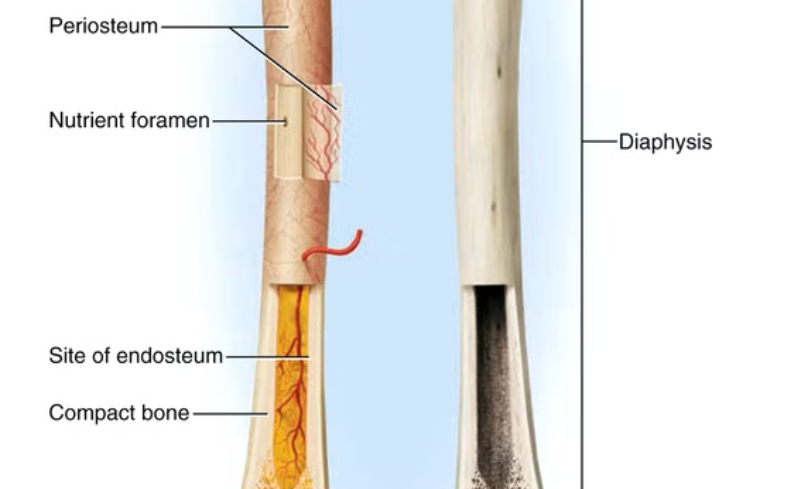 Periosteum
Nutrient foramen
Diaphysis
Site of endosteum
Compact bone